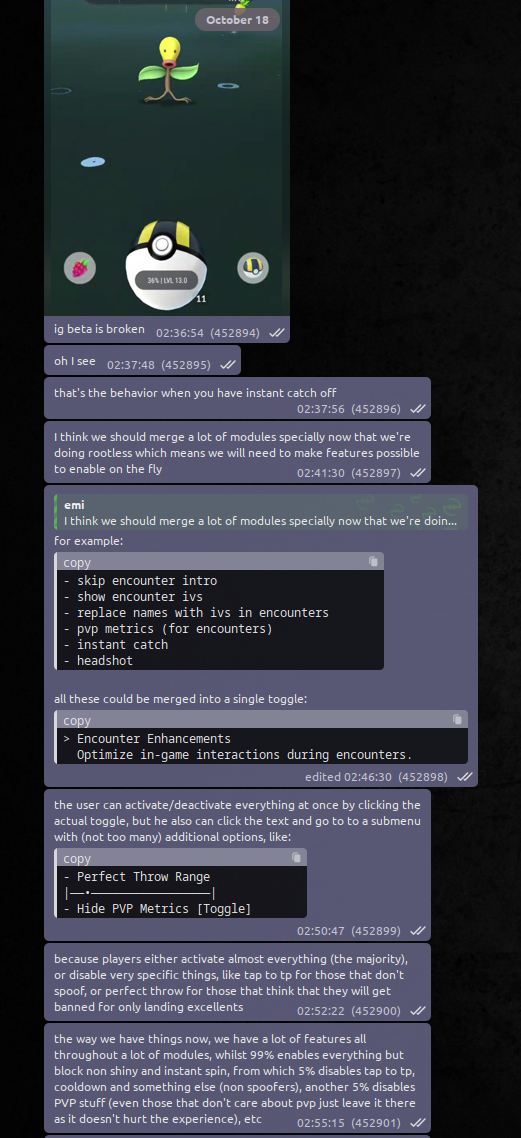 October 18
36% | LVL 13.0
11
ig beta is broken 02:36:54 (452894)
oh I see 02:37:48 (452895)
that's the behavior when you have instant catch off
02:37:56 (452896)
I think we should merge a lot of modules specially now that we're
doing rootless which means we will need to make features possible
to enable on the fly 02:41:30 (452897)
emi
I think we should merge a lot of modules specially now that we're doin...
for example:
copy
- skip encounter intro
- show encounter ivs
- replace names with ivs in encounters
- pvp metrics (for encounters)
- instant catch
- headshot
all these could be merged into a single toggle:
copy
> Encounter Enhancements
Optimize in-game interactions during encounters.
edited 02:46:30 (452898)
the user can activate/deactivate everything at once by clicking the
actual toggle, but he also can click the text and go to to a submenu
with (not too many) additional options, like:
copy
- Perfect Throw Range
|——•—————————————————|
- Hide PVP Metrics [Toggle]
02:50:47 (452899)
because players either activate almost everything (the majority),
or disable very specific things, like tap to tp for those that don't
spoof, or perfect throw for those that think that they will get
banned for only landing excellents 02:52:22 (452900)
the way we have things now, we have a lot of features all
throughout a lot of modules, whilst 99% enables everything but
block non shiny and instant spin, from which 5% disables tap to tp,
cooldown and something else (non spoofers), another 5% disables
PVP stuff (even those that don't care about pvp just leave it there
as it doesn't hurt the experience), etc 02:55:15 (452901)